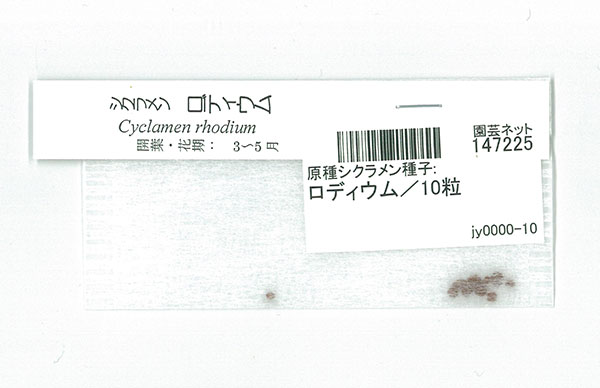 シクラメン ロディウム
Cyclamen rhodium
開葉・花期： 3〜5月
園芸ネット
147225
原種シクラメン種子:
ロディウム／10粒
jy0000-10